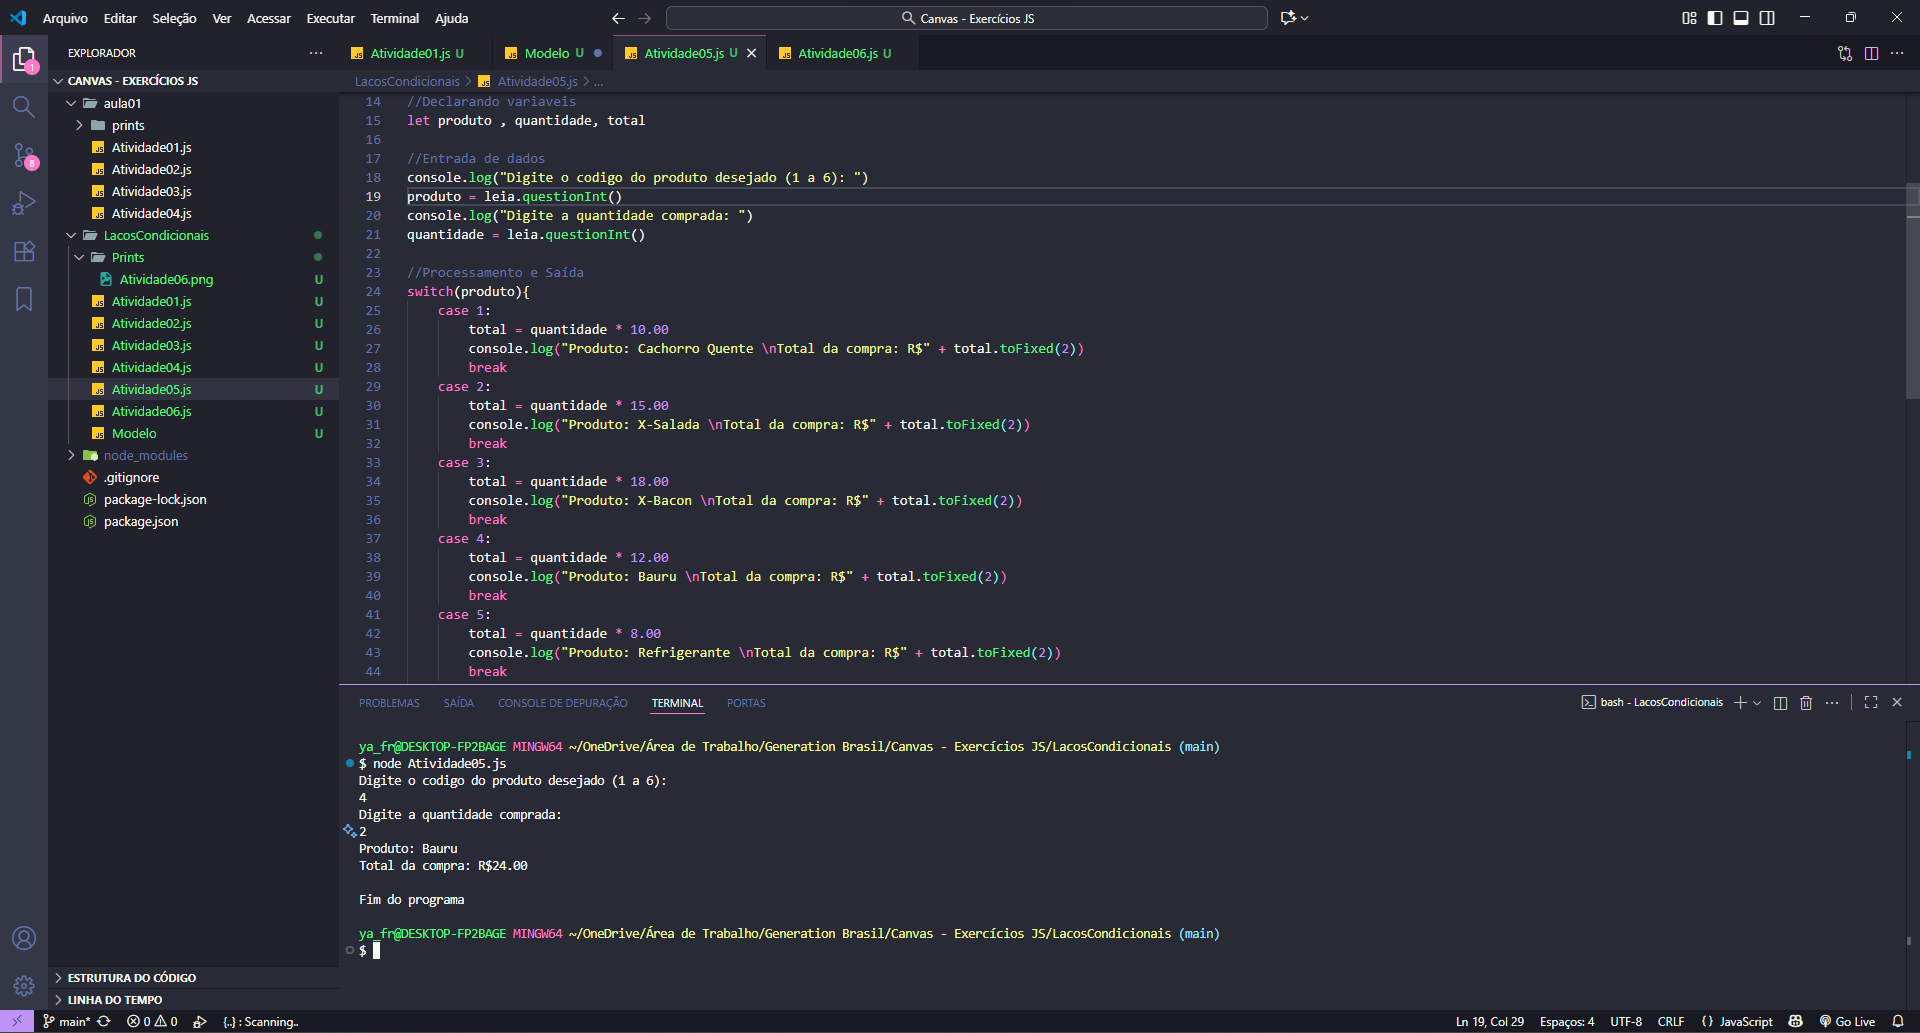 Arquivo Editar Seleção Ver Acessar Executar Terminal Ajuda
Canvas - Exercícios JS
EXPLORADOR
CANVAS - EXERCÍCIOS JS
aula01
prints
Atividade01.js
Atividade02.js
Atividade03.js
Atividade04.js
LacosCondicionais
Prints
Atividade06.png U
Atividade01.js U
Atividade02.js U
Atividade03.js U
Atividade04.js U
Atividade05.js U
Atividade06.js U
Modelo U
node_modules
.gitignore
package-lock.json
package.json
ESTRUTURA DO CÓDIGO
LINHA DO TEMPO
1
8
Atividade01.js U Modelo U Atividade05.js U Atividade06.js U
LacosCondicionais > Atividade05.js > ...
14 //Declarando variaveis
15 let produto , quantidade, total
16
17 //Entrada de dados
18 console.log("Digite o codigo do produto desejado (1 a 6): ")
19 produto = leia.questionInt()
20 console.log("Digite a quantidade comprada: ")
21 quantidade = leia.questionInt()
22
23 //Processamento e Saída
24 switch(produto){
25 case 1:
26 total = quantidade * 10.00
27 console.log("Produto: Cachorro Quente \nTotal da compra: R$" + total.toFixed(2))
28 break
29 case 2:
30 total = quantidade * 15.00
31 console.log("Produto: X-Salada \nTotal da compra: R$" + total.toFixed(2))
32 break
33 case 3:
34 total = quantidade * 18.00
35 console.log("Produto: X-Bacon \nTotal da compra: R$" + total.toFixed(2))
36 break
37 case 4:
38 total = quantidade * 12.00
39 console.log("Produto: Bauru \nTotal da compra: R$" + total.toFixed(2))
40 break
41 case 5:
42 total = quantidade * 8.00
43 console.log("Produto: Refrigerante \nTotal da compra: R$" + total.toFixed(2))
44 break
PROBLEMAS SAÍDA CONSOLE DE DEPURAÇÃO TERMINAL PORTAS
bash - LacosCondicionais
ya_fr@DESKTOP-FP2BAGE MINGW64 ~/OneDrive/Área de Trabalho/Generation Brasil/Canvas - Exercícios JS/LacosCondicionais (main)
$ node Atividade05.js
Digite o codigo do produto desejado (1 a 6):
4
Digite a quantidade comprada:
2
Produto: Bauru
Total da compra: R$24.00
Fim do programa
ya_fr@DESKTOP-FP2BAGE MINGW64 ~/OneDrive/Área de Trabalho/Generation Brasil/Canvas - Exercícios JS/LacosCondicionais (main)
$
main* 0 0 {..} : Scanning..
Ln 19, Col 29 Espaços: 4 UTF-8 CRLF {} JavaScript Go Live